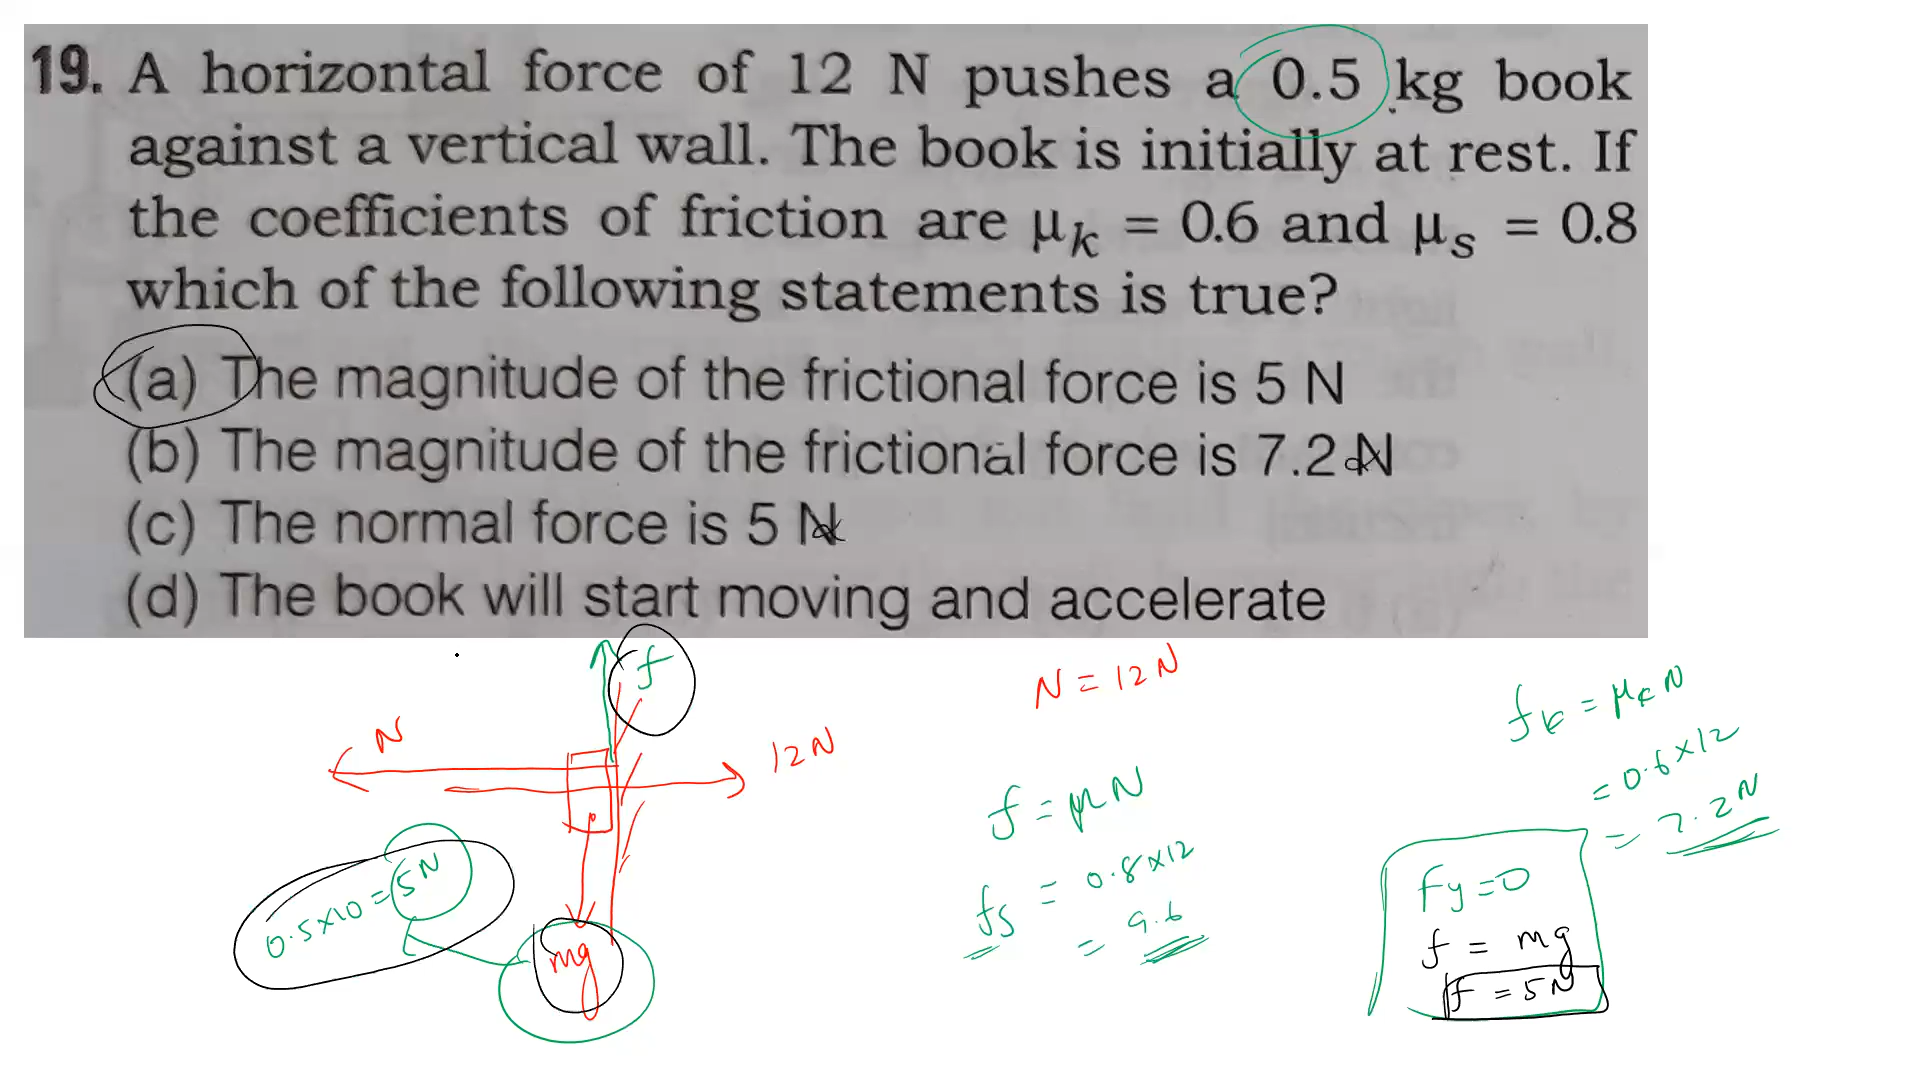 19. A horizontal force of 12 N pushes a 0.5 kg book
against a vertical wall. The book is initially at rest. If
the coefficients of friction are μk = 0.6 and μs = 0.8
which of the following statements is true?
(a) The magnitude of the frictional force is 5 N
(b) The magnitude of the frictional force is 7.2 N
(c) The normal force is 5 N
(d) The book will start moving and accelerate
f
N
12N
0.5×10 = 5N
mg
N = 12N
f = μN
fs = 0.8×12
= 9.6
fk = μkN
= 0.6×12
= 7.2N
Fy = 0
f = mg
f = 5N